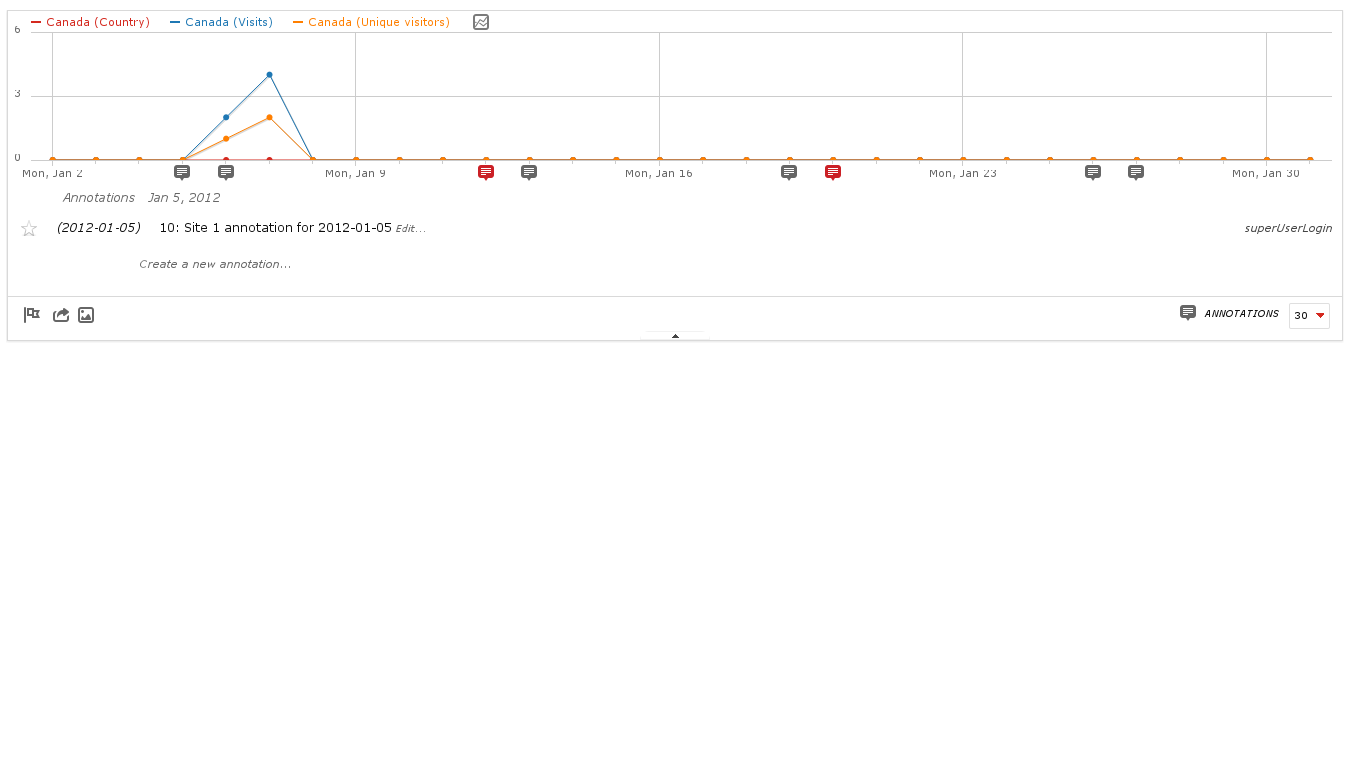 Canada (Country) Canada (Visits) Canada (Unique visitors)
6
3
0
Mon, Jan 2 Mon, Jan 9 Mon, Jan 16 Mon, Jan 23 Mon, Jan 30
Annotations Jan 5, 2012
(2012-01-05) 10: Site 1 annotation for 2012-01-05 Edit... superUserLogin
Create a new annotation...
ANNOTATIONS 30